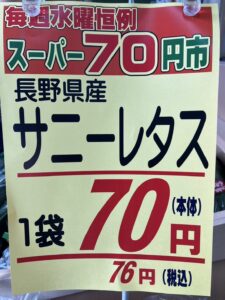 毎週水曜恒例
スーパー70円市
長野県産
サニーレタス
1袋 70円(本体)
76円(税込)